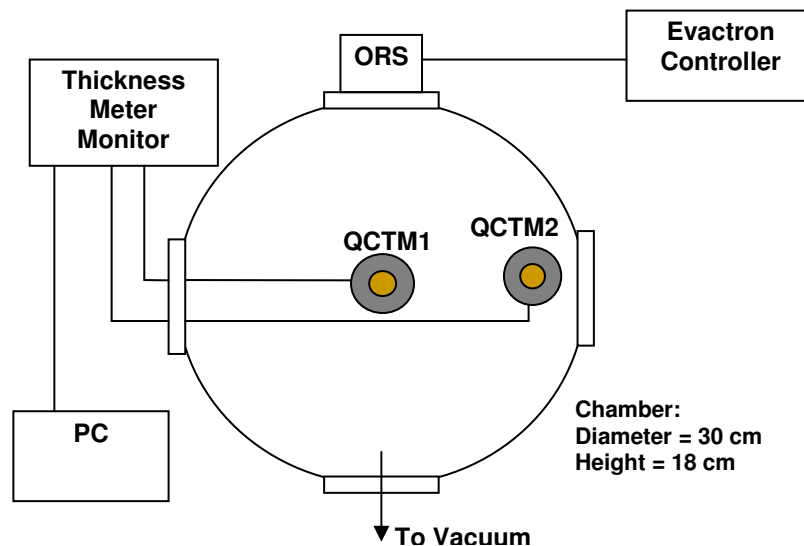 ORS
Evactron
Controller
Thickness
Meter
Monitor
QCTM1
QCTM2
PC
Chamber:
Diameter = 30 cm
Height = 18 cm
To Vacuum